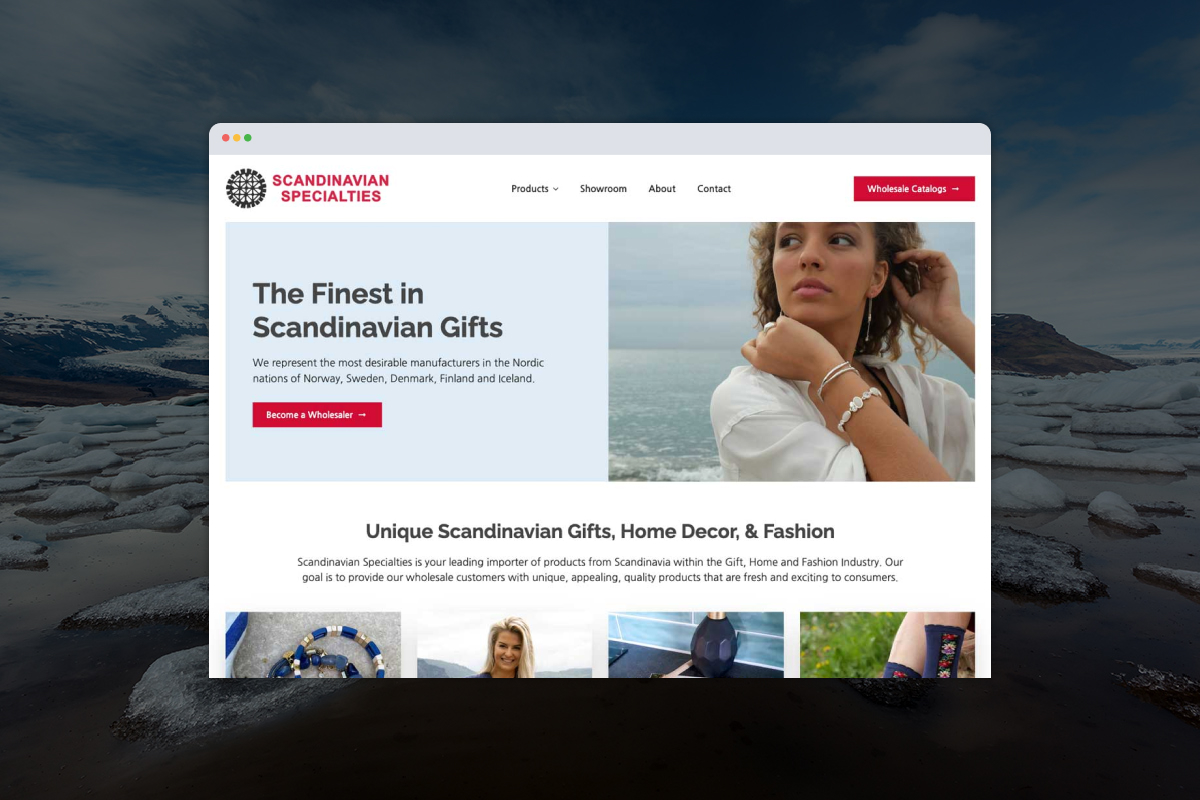 SCANDINAVIAN
SPECIALTIES
Products
Showroom
About
Contact
Wholesale Catalogs →
The Finest in
Scandinavian Gifts
We represent the most desirable manufacturers in the Nordic
nations of Norway, Sweden, Denmark, Finland and Iceland.
Become a Wholesaler →
Unique Scandinavian Gifts, Home Decor, & Fashion
Scandinavian Specialties is your leading importer of products from Scandinavia within the Gift, Home and Fashion Industry. Our
goal is to provide our wholesale customers with unique, appealing, quality products that are fresh and exciting to consumers.